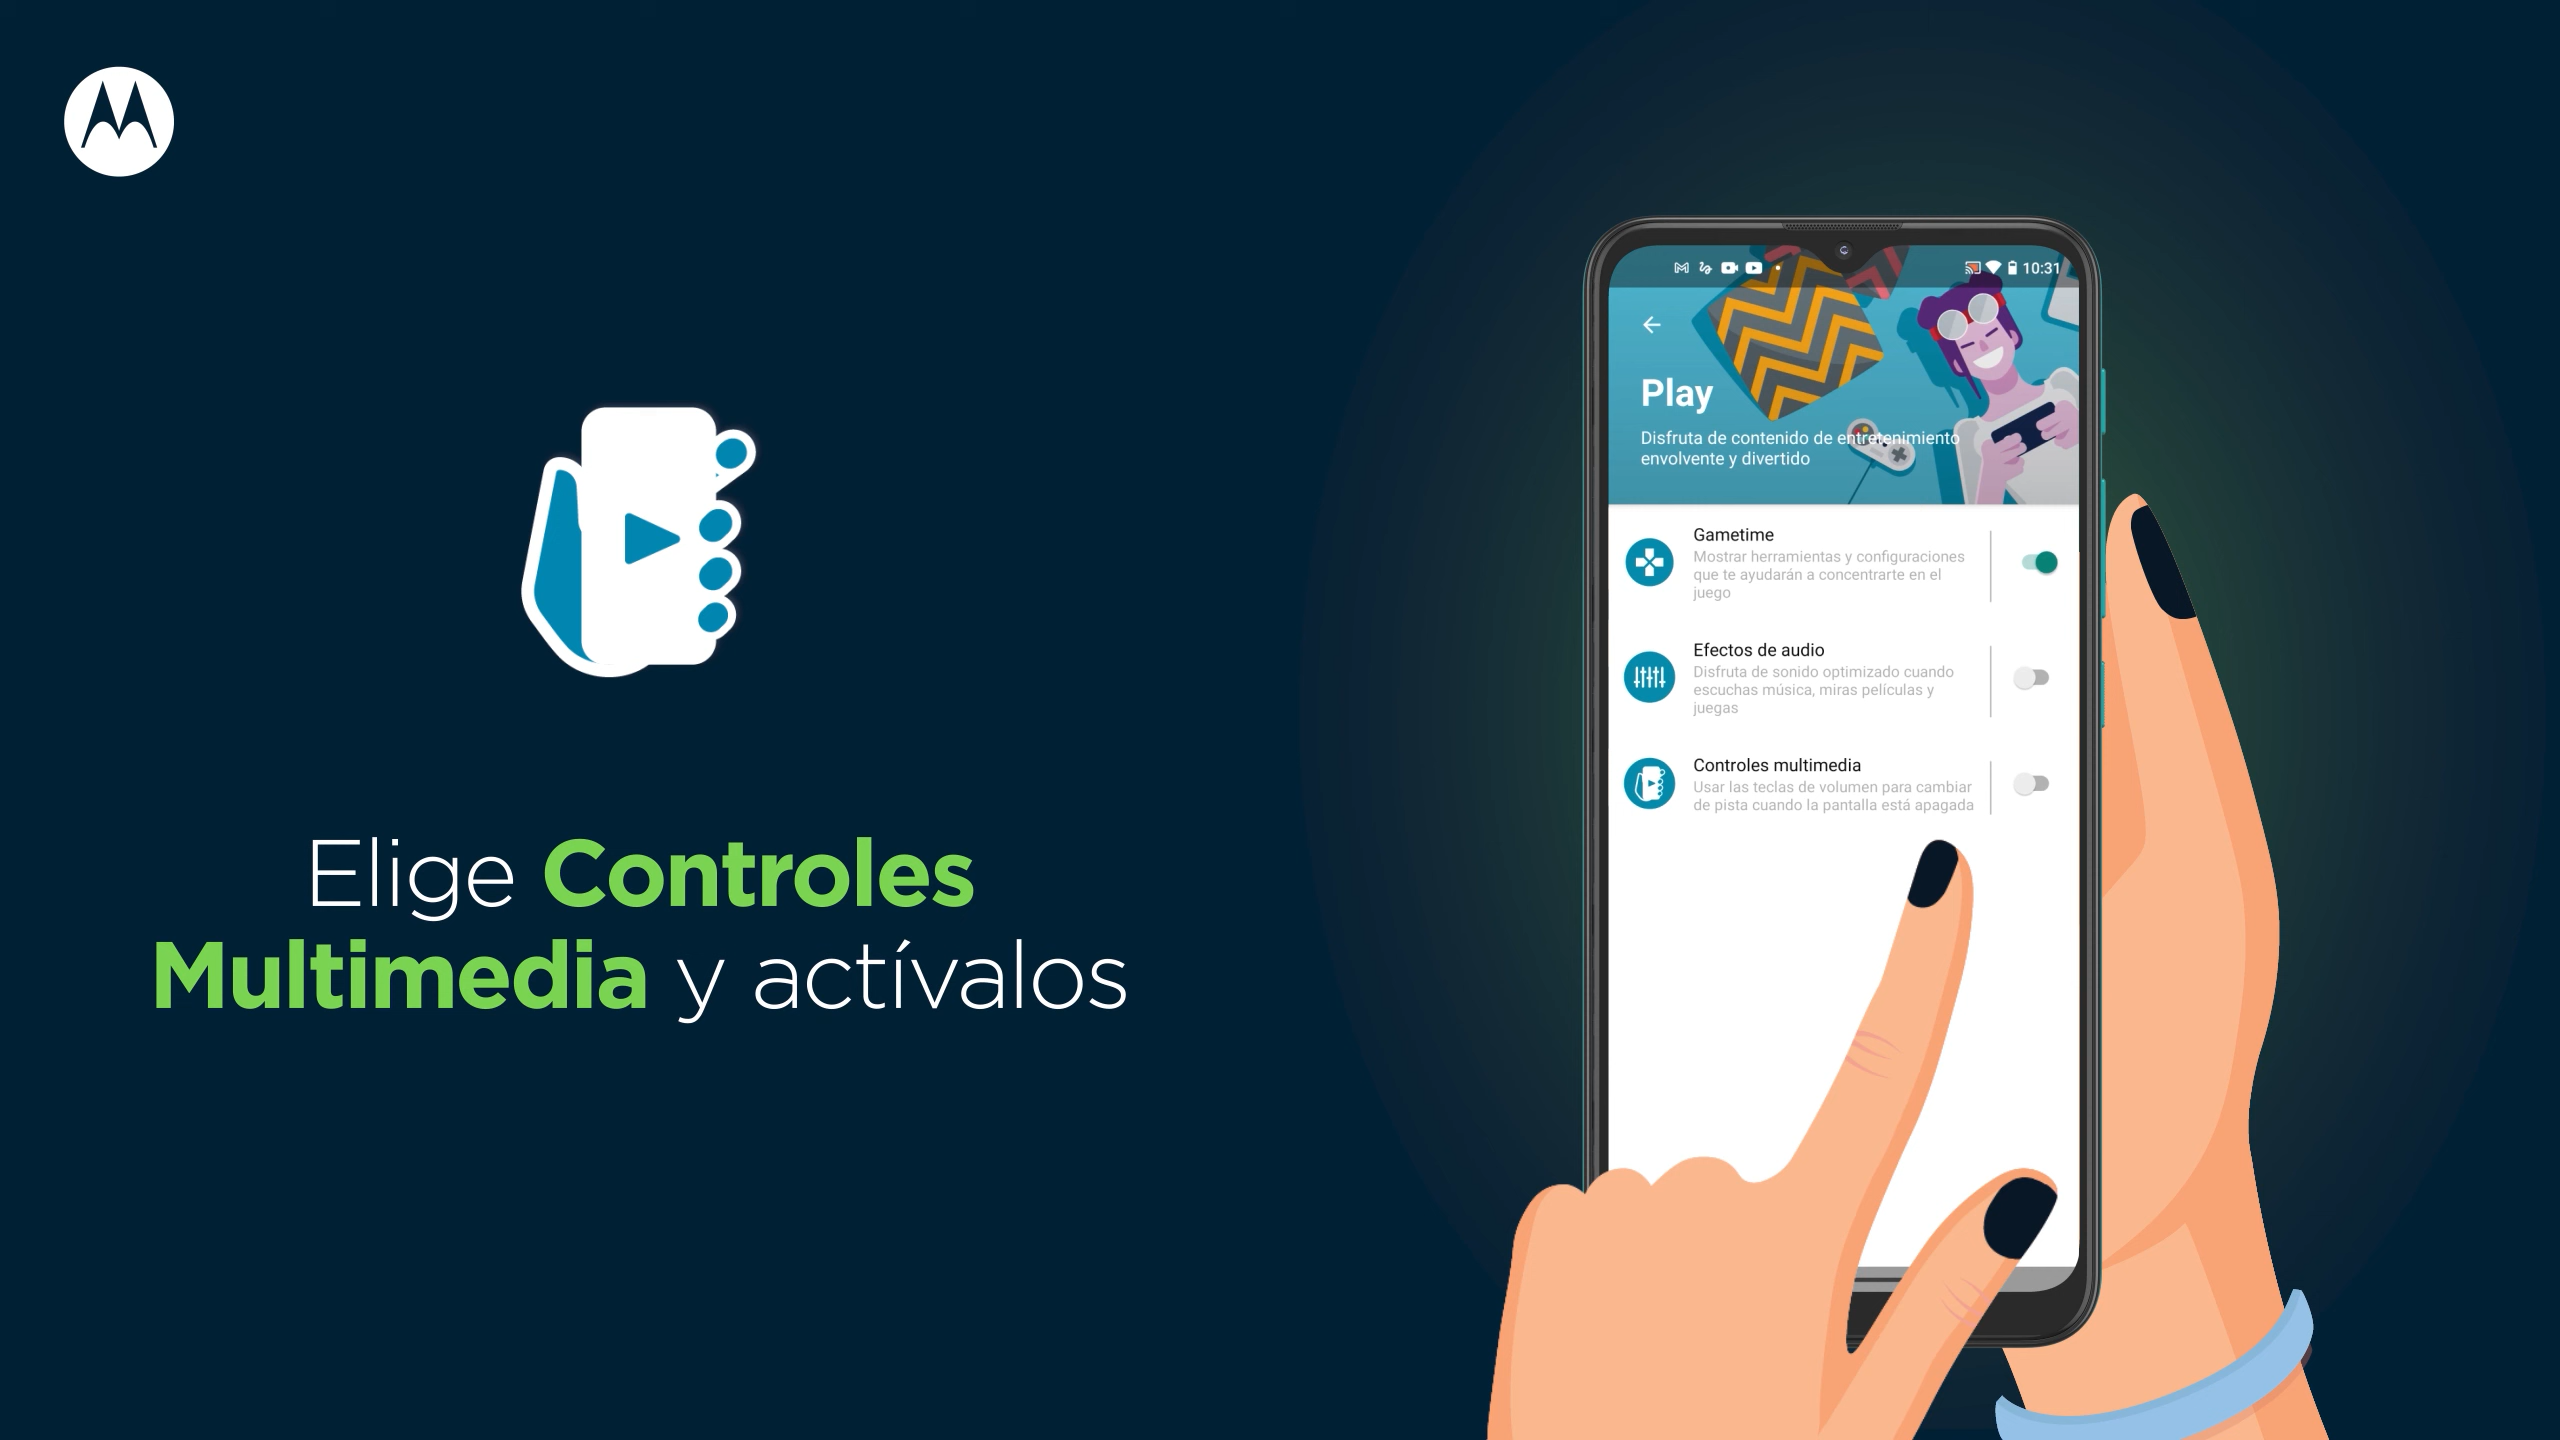 Elige Controles
Multimedia y actívalos
10:31
Play
Disfruta de contenido de entretenimiento
envolvente y divertido
Gametime
Mostrar herramientas y configuraciones
que te ayudarán a concentrarte en el
juego
Efectos de audio
Disfruta de sonido optimizado cuando
escuchas música, miras películas y
juegas
Controles multimedia
Usar las teclas de volumen para cambiar
de pista cuando la pantalla está apagada